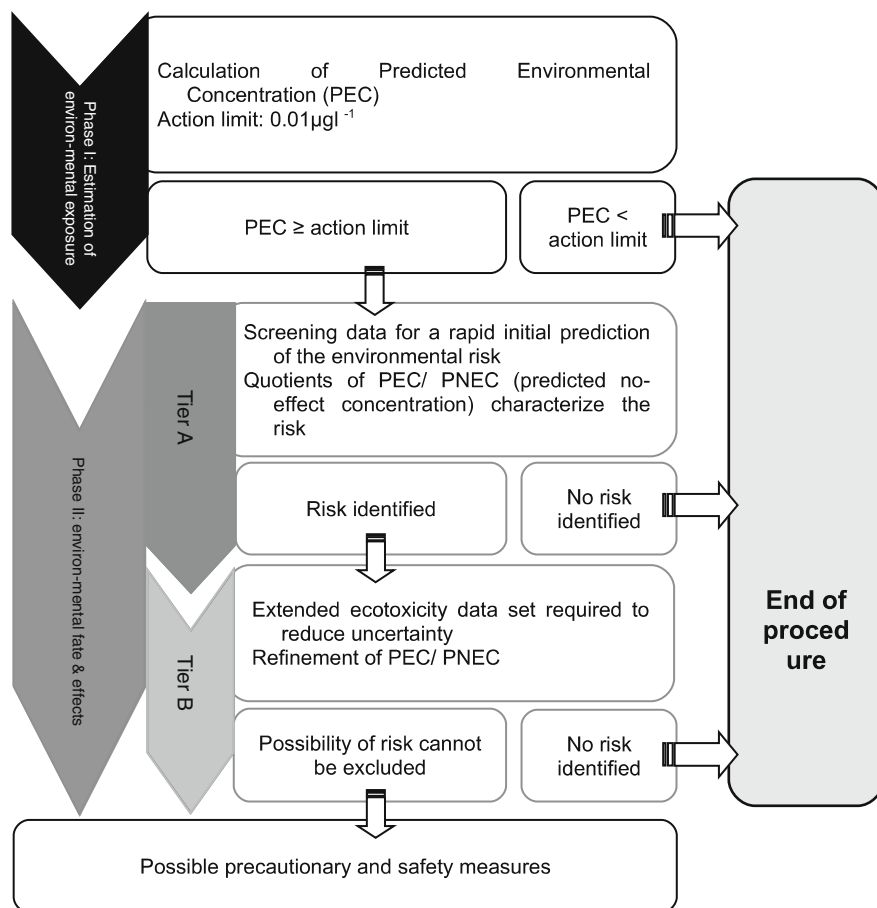 Phase I: Estimation of
environ-mental exposure
Calculation of Predicted Environmental
Concentration (PEC)
Action limit: 0.01µgl -1
PEC ≥ action limit
PEC <
action limit
Phase II: environ-mental fate & effects
Tier A
Screening data for a rapid initial prediction
of the environmental risk
Quotients of PEC/ PNEC (predicted no-
effect concentration) characterize the
risk
Risk identified
No risk
identified
Tier B
Extended ecotoxicity data set required to
reduce uncertainty
Refinement of PEC/ PNEC
Possibility of risk cannot
be excluded
No risk
identified
End of
proced
ure
Possible precautionary and safety measures